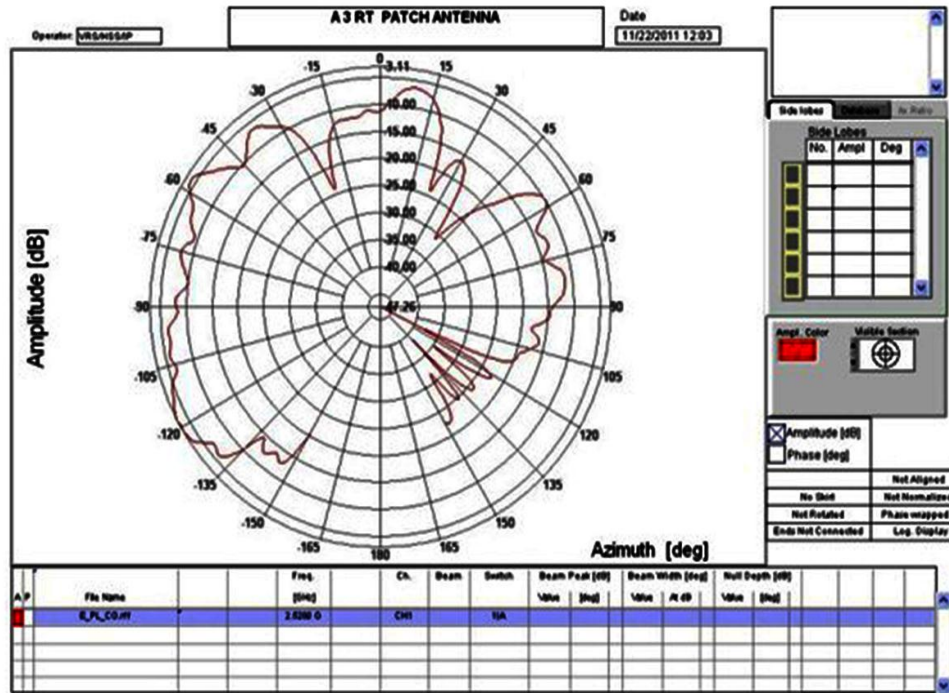 A 3 RT PATCH ANTENNA
Date
Operator:
11/22/2011 12:03
Amplitude [dB]
0
-3.11
-10.00
-15.00
-20.00
-25.00
-30.00
-35.00
-40.00
-47.26
-15
-30
-45
-60
-75
-90
-105
-120
-135
-150
-165
180
165
150
135
120
105
90
75
60
45
30
15
Azimuth [deg]
Side lobes
Ax Ratio
Side Lobes
No. Ampl Deg
Ampl. Color
Visible Section
Amplitude [dB]
Phase [deg]
Not Aligned
No Skirt
Not Normalized
Not Rotated
Phase wrapped
Ends Not Connected
Log. Display
A P
File Name
Freq. [GHz]
Ch.
Beam
Switch
Beam Peak [dB]
Value [deg]
Beam Width [deg]
Value At dB
Null Depth [dB]
Value [deg]
CH1
N/A